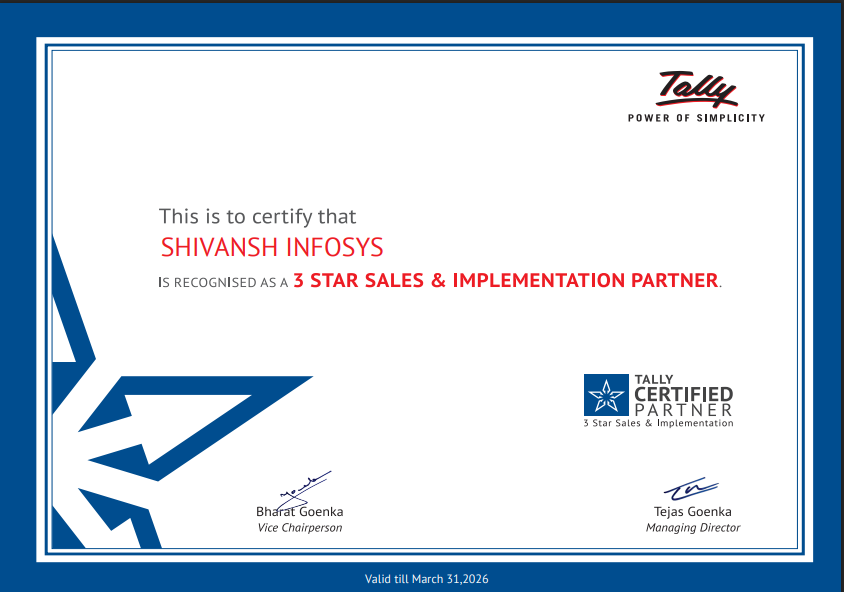 Tally
POWER OF SIMPLICITY
This is to certify that
SHIVANSH INFOSYS
IS RECOGNISED AS A 3 STAR SALES & IMPLEMENTATION PARTNER.
TALLY
CERTIFIED
PARTNER
3 Star Sales & Implementation
Bharat Goenka
Vice Chairperson
Tejas Goenka
Managing Director
Valid till March 31,2026